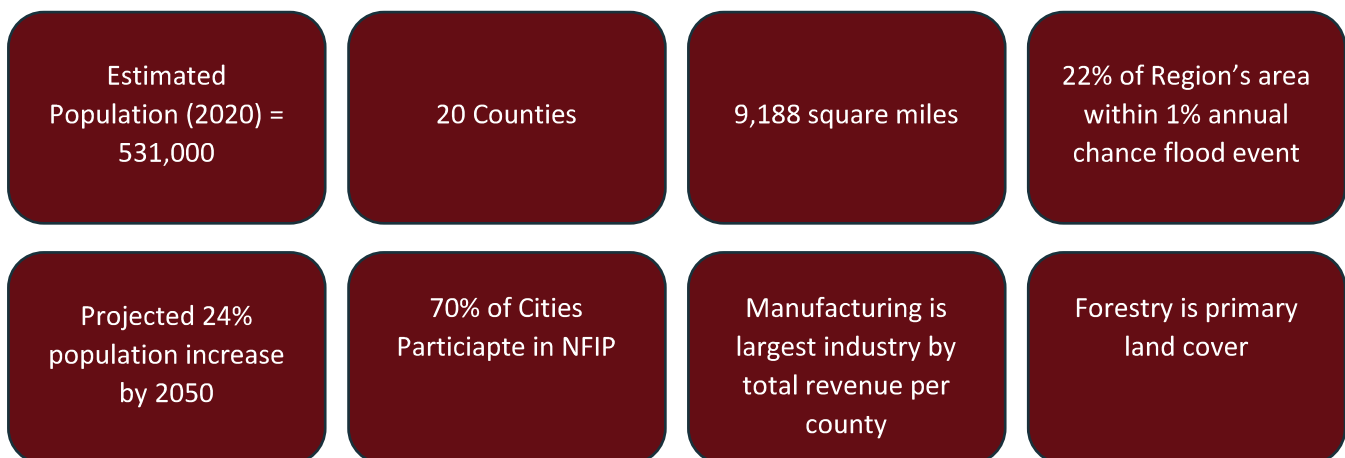 Estimated
Population (2020) =
531,000
20 Counties
9,188 square miles
22% of Region’s area
within 1% annual
chance flood event
Projected 24%
population increase
by 2050
70% of Cities
Particiapte in NFIP
Manufacturing is
largest industry by
total revenue per
county
Forestry is primary
land cover